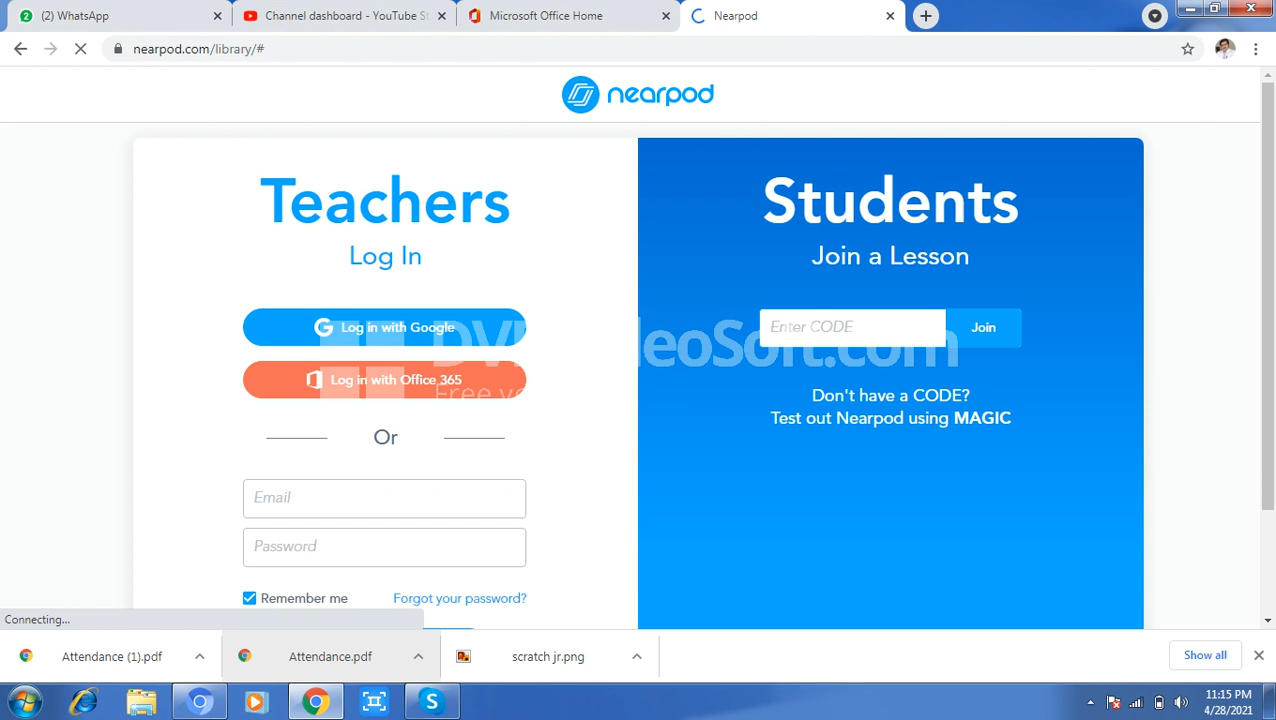 (2) WhatsApp
Channel dashboard - YouTube St
Microsoft Office Home
Nearpod
nearpod.com/library/#
nearpod
Teachers
Log In
Log in with Google
Log in with Office 365
Or
Email
Password
Remember me
Forgot your password?
Students
Join a Lesson
Enter CODE
Join
Don't have a CODE?
Test out Nearpod using MAGIC
eoSoft.com
Connecting...
Attendance (1).pdf
Attendance.pdf
scratch jr.png
Show all
11:15 PM
4/28/2021